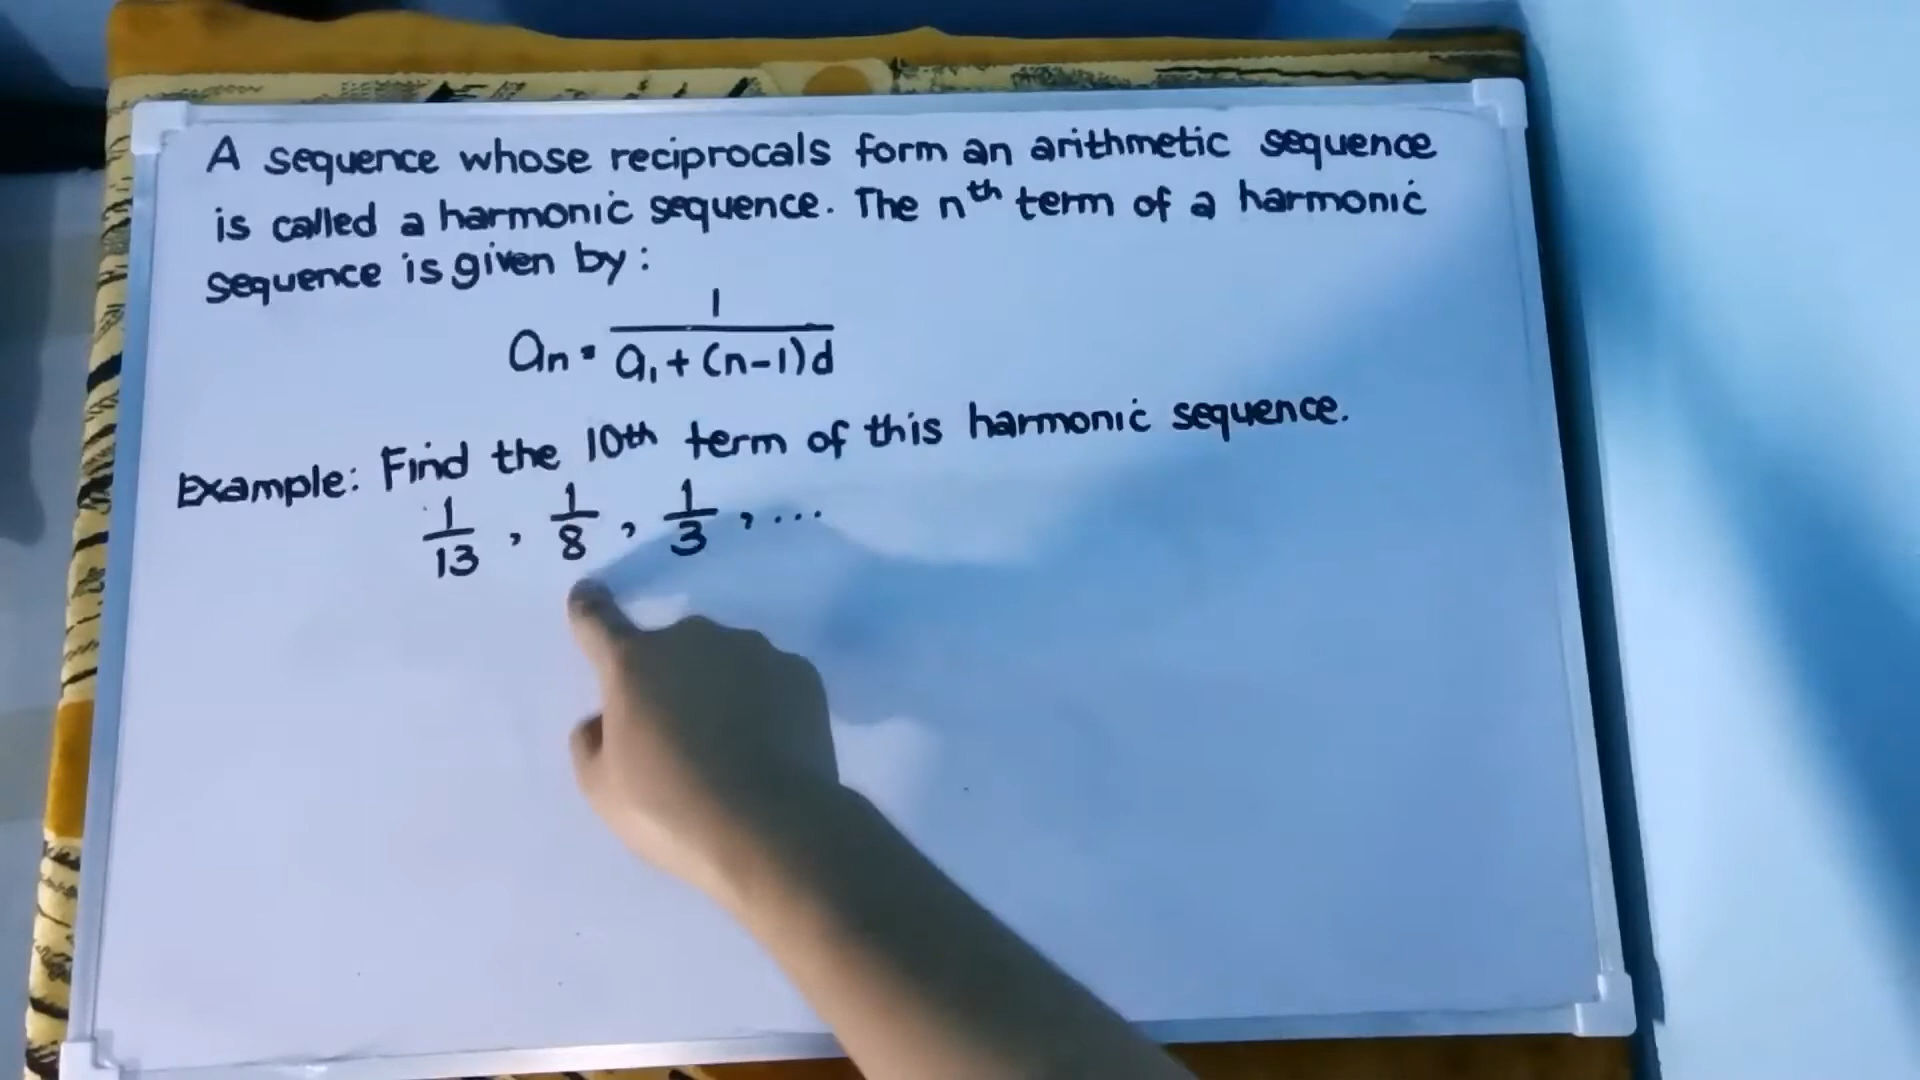 A sequence whose reciprocals form an arithmetic sequence
is called a harmonic sequence. The nth term of a harmonic
sequence is given by:
an = 1/(a1 + (n-1)d)
Example: Find the 10th term of this harmonic sequence.
1/13, 1/8, 1/3, ...